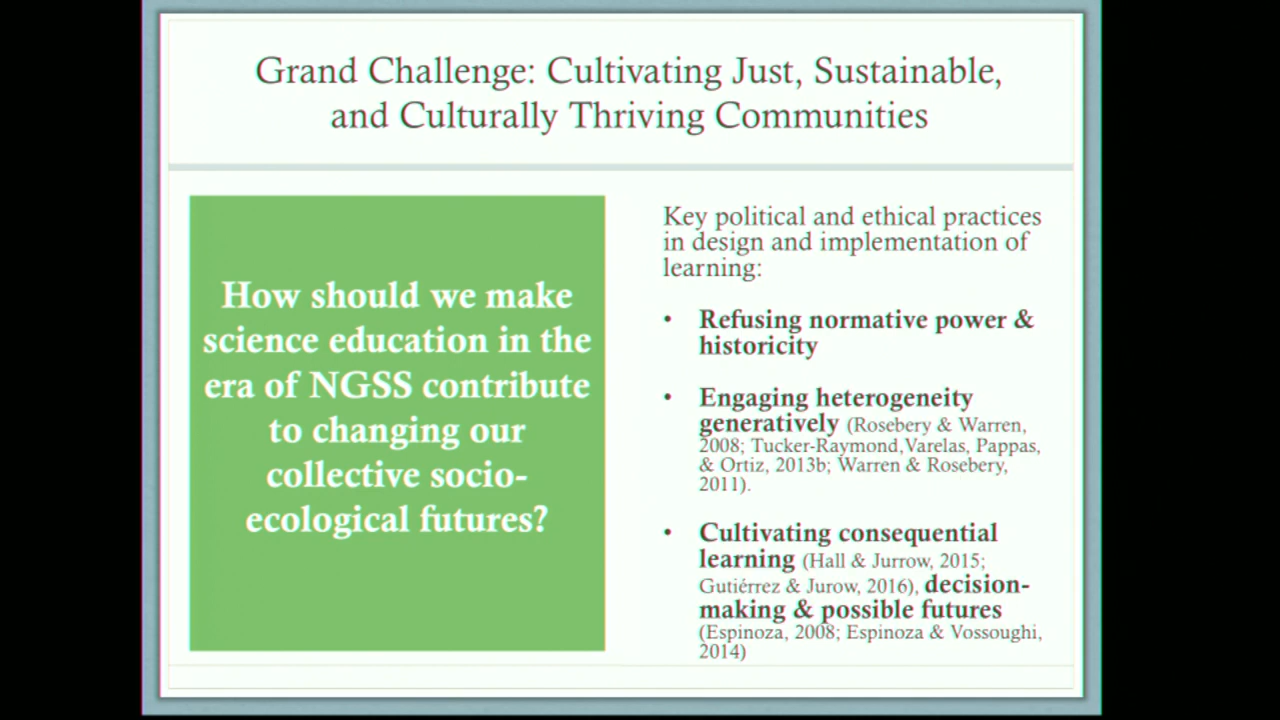 Grand Challenge: Cultivating Just, Sustainable,
and Culturally Thriving Communities
How should we make
science education in the
era of NGSS contribute
to changing our
collective socio-
ecological futures?
Key political and ethical practices
in design and implementation of
learning:
• Refusing normative power &
historicity
• Engaging heterogeneity
generatively (Rosebery & Warren,
2008; Tucker-Raymond,Varelas, Pappas,
& Ortiz, 2013b; Warren & Rosebery,
2011).
• Cultivating consequential
learning (Hall & Jurrow, 2015;
Gutiérrez & Jurow, 2016), decision-
making & possible futures
(Espinoza, 2008; Espinoza & Vossoughi,
2014)